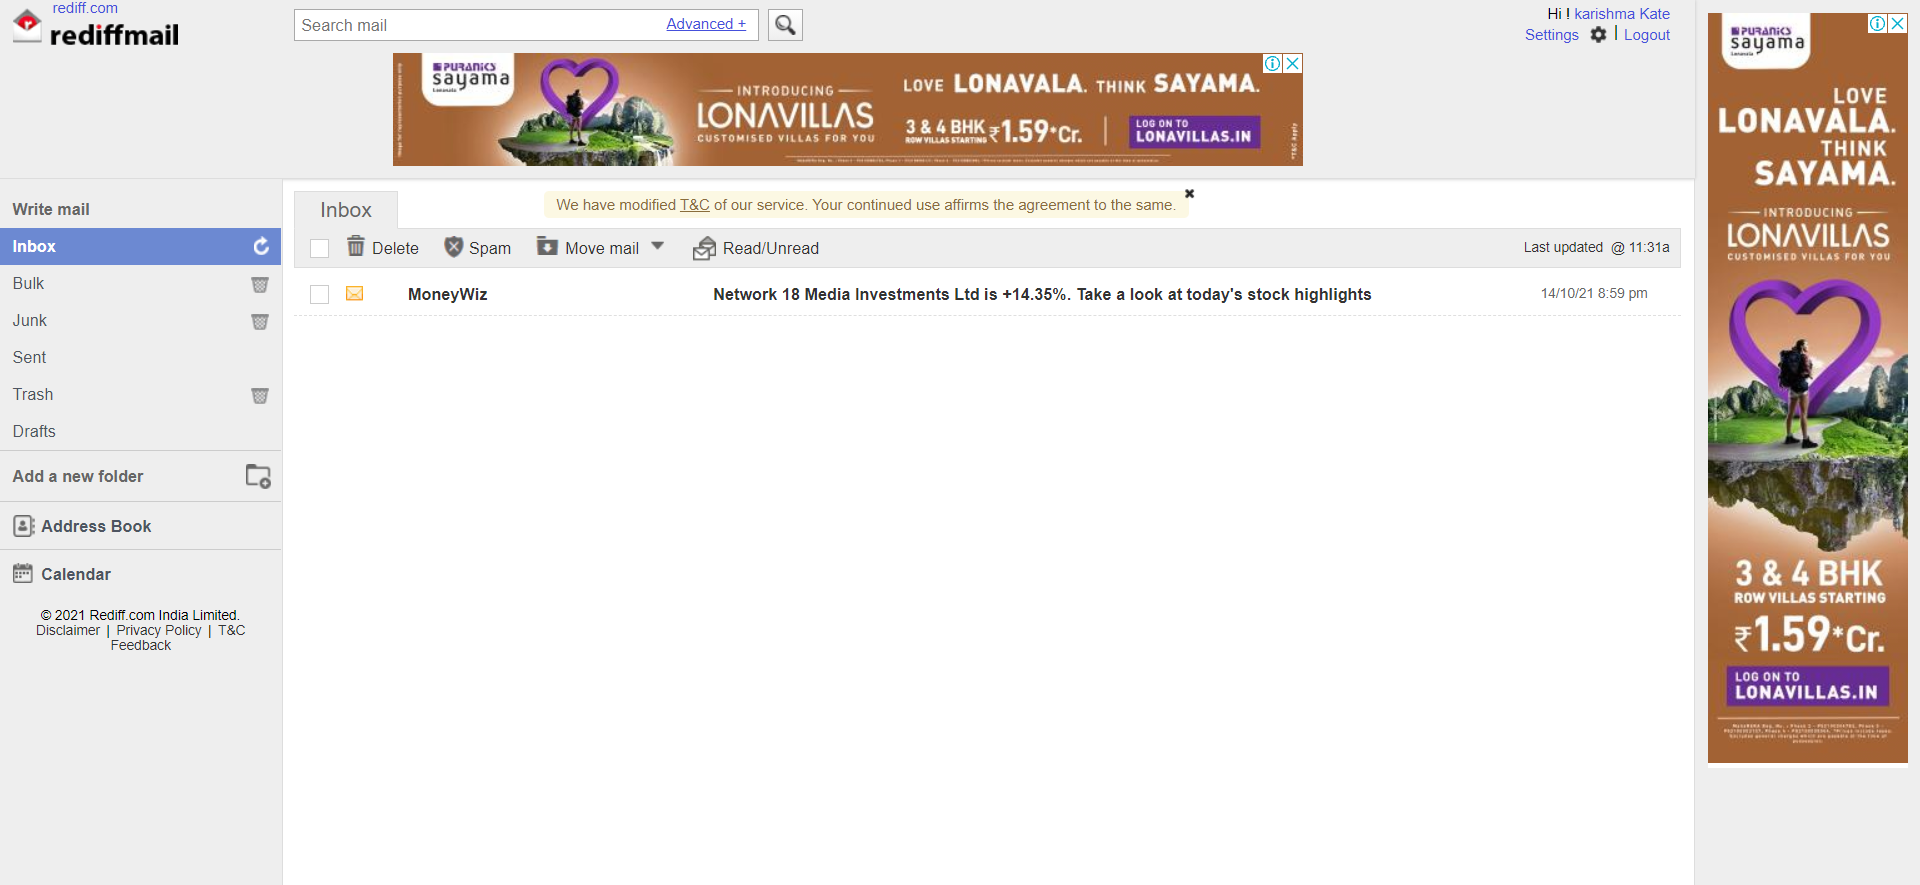 rediff.com
rediffmail
Search mail
Advanced +
Hi ! karishma Kate
Settings | Logout
PURANICS
sayama
Lonavala
INTRODUCING
LONAVILLAS
CUSTOMISED VILLAS FOR YOU
LOVE LONAVALA. THINK SAYAMA.
3 & 4 BHK
ROW VILLAS STARTING
₹1.59*Cr.
LOG ON TO
LONAVILLAS.IN
*T&C Apply
Write mail
Inbox
Bulk
Junk
Sent
Trash
Drafts
Add a new folder
Address Book
Calendar
© 2021 Rediff.com India Limited.
Disclaimer | Privacy Policy | T&C
Feedback
Inbox
We have modified T&C of our service. Your continued use affirms the agreement to the same.
Delete
Spam
Move mail
Read/Unread
Last updated @ 11:31a
MoneyWiz
Network 18 Media Investments Ltd is +14.35%. Take a look at today's stock highlights
14/10/21 8:59 pm
PURANICS
sayama
Lonavala
LOVE
LONAVALA.
THINK
SAYAMA.
INTRODUCING
LONAVILLAS
CUSTOMISED VILLAS FOR YOU
3 & 4 BHK
ROW VILLAS STARTING
₹1.59*Cr.
LOG ON TO
LONAVILLAS.IN